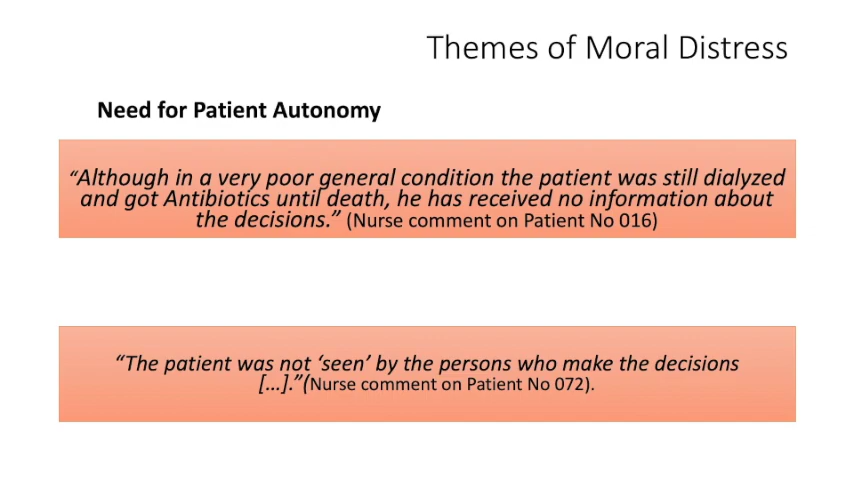 Themes of Moral Distress
Need for Patient Autonomy
“Although in a very poor general condition the patient was still dialyzed
and got Antibiotics until death, he has received no information about
the decisions.” (Nurse comment on Patient No 016)
“The patient was not ‘seen’ by the persons who make the decisions
[…].”(Nurse comment on Patient No 072).